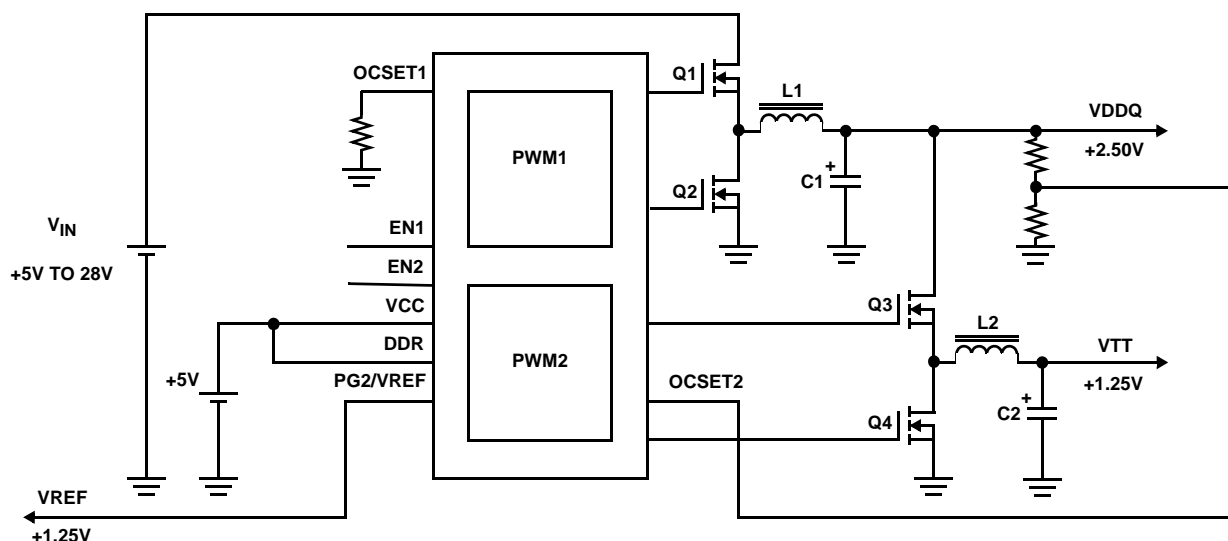 OCSET1
Q1
L1
VDDQ
+2.50V
PWM1
C1
+
Q2
VIN
+5V TO 28V
EN1
EN2
VCC
DDR
PG2/VREF
+5V
PWM2
OCSET2
Q3
L2
VTT
+1.25V
Q4
C2
+
VREF
+1.25V